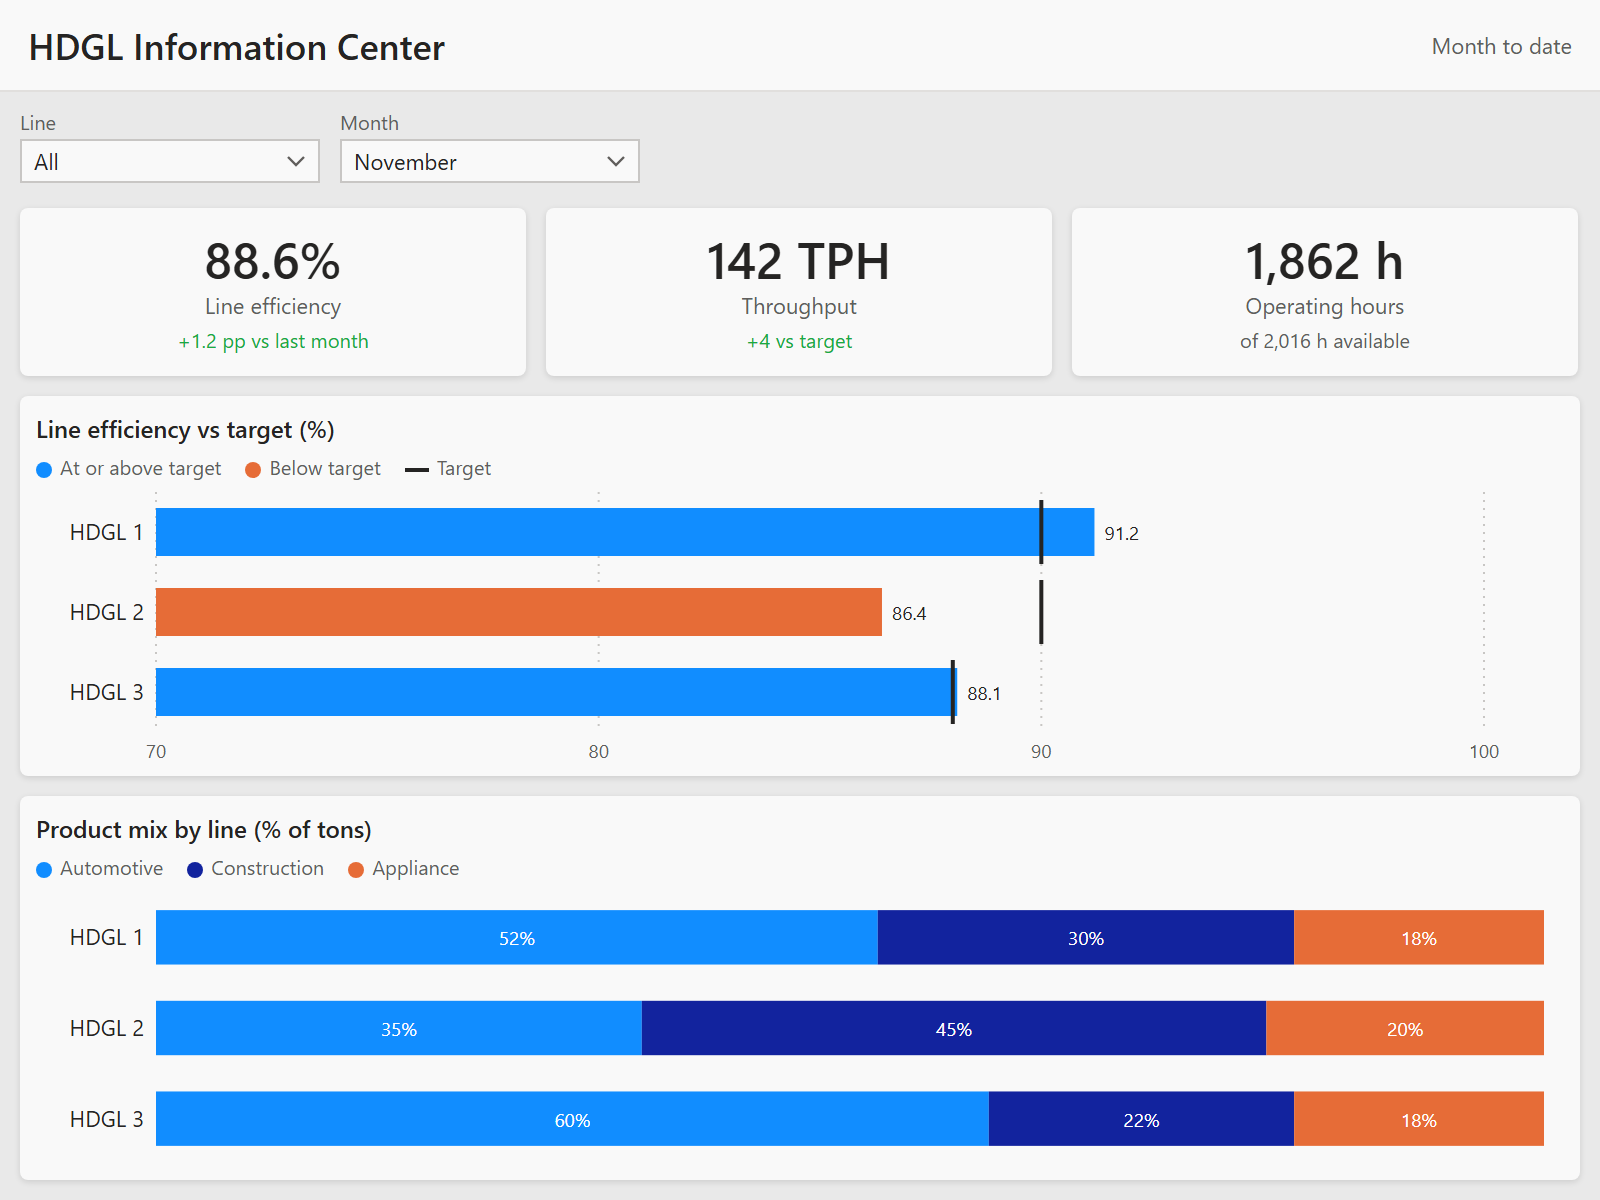 HDGL Information Center
Month to date
Line
Month
All
November
88.6%
Line efficiency
+1.2 pp vs last month
142 TPH
Throughput
+4 vs target
1,862 h
Operating hours
of 2,016 h available
Line efficiency vs target (%)
At or above target
Below target
Target
HDGL 1
91.2
HDGL 2
86.4
HDGL 3
88.1
70
80
90
100
Product mix by line (% of tons)
Automotive
Construction
Appliance
HDGL 1
52%
30%
18%
HDGL 2
35%
45%
20%
HDGL 3
60%
22%
18%